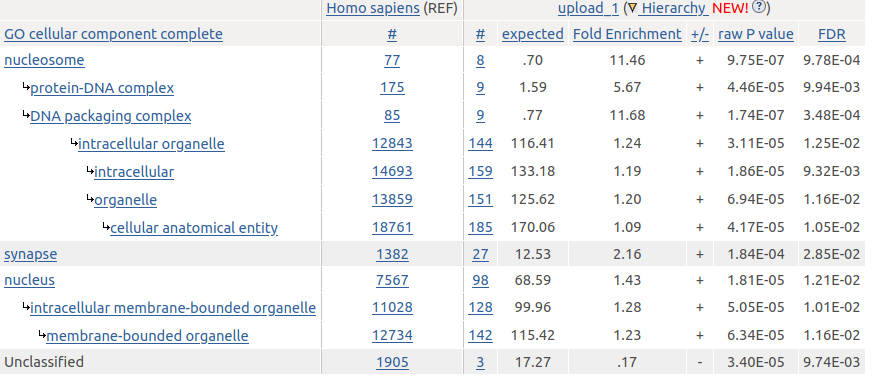 Homo sapiens (REF) upload_1 (▼ Hierarchy NEW! ?)
GO cellular component complete # # expected Fold Enrichment +/- raw P value FDR
nucleosome 77 8 .70 11.46 + 9.75E-07 9.78E-04
↳protein-DNA complex 175 9 1.59 5.67 + 4.46E-05 9.94E-03
↳DNA packaging complex 85 9 .77 11.68 + 1.74E-07 3.48E-04
↳intracellular organelle 12843 144 116.41 1.24 + 3.11E-05 1.25E-02
↳intracellular 14693 159 133.18 1.19 + 1.86E-05 9.32E-03
↳organelle 13859 151 125.62 1.20 + 6.94E-05 1.16E-02
↳cellular anatomical entity 18761 185 170.06 1.09 + 4.17E-05 1.05E-02
synapse 1382 27 12.53 2.16 + 1.84E-04 2.85E-02
nucleus 7567 98 68.59 1.43 + 1.81E-05 1.21E-02
↳intracellular membrane-bounded organelle 11028 128 99.96 1.28 + 5.05E-05 1.01E-02
↳membrane-bounded organelle 12734 142 115.42 1.23 + 6.34E-05 1.16E-02
Unclassified 1905 3 17.27 .17 - 3.40E-05 9.74E-03